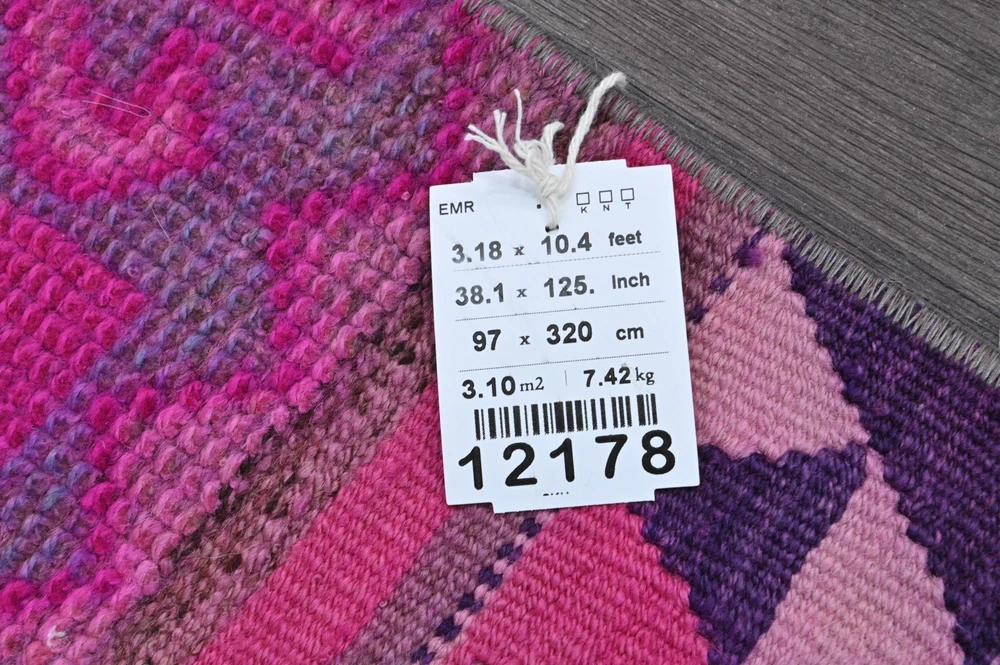 EMR
K N T
3.18 x 10.4 feet
38.1 x 125. Inch
97 x 320 cm
3.10 m2 | 7.42 kg
12178